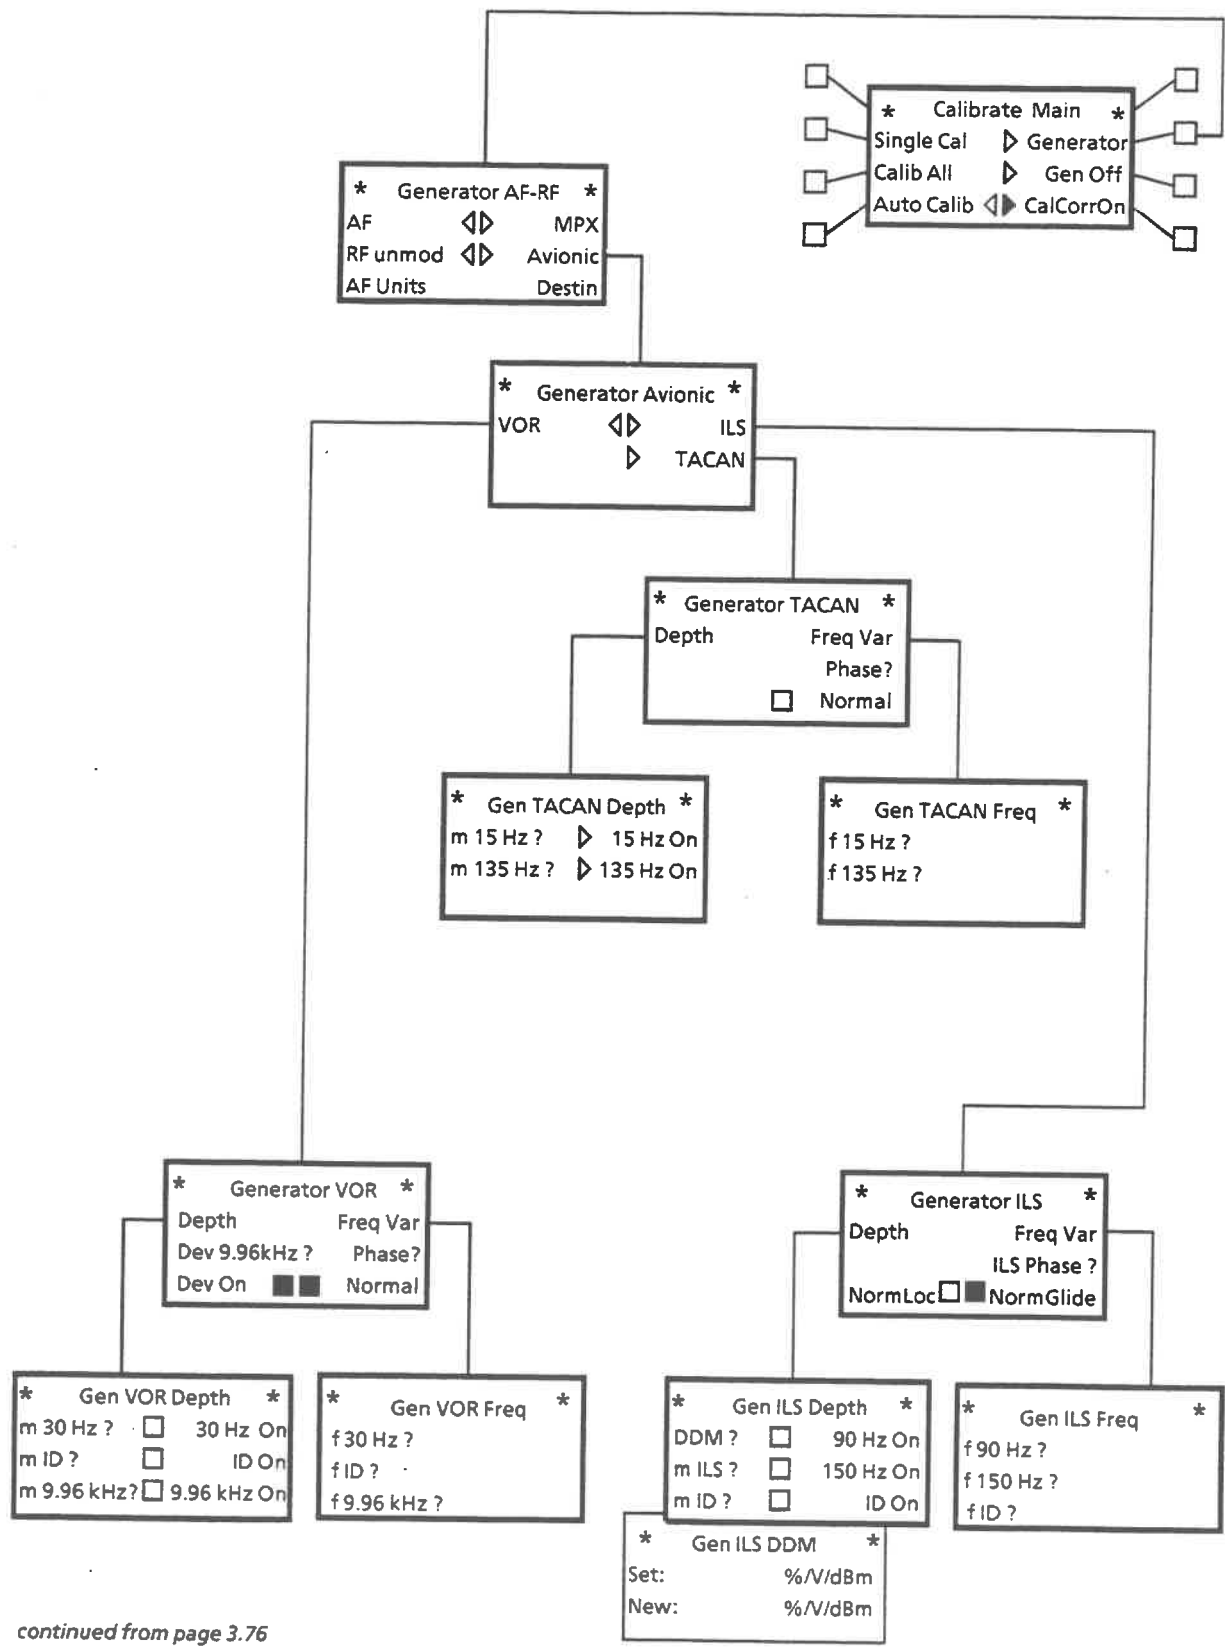 * Calibrate Main *
Single Cal ▷ Generator
Calib All ▷ Gen Off
Auto Calib ◁▶ CalCorrOn
* Generator AF-RF *
AF ◁▷ MPX
RF unmod ◁▷ Avionic
AF Units Destin
* Generator Avionic *
VOR ◁▷ ILS
▷ TACAN
* Generator TACAN *
Depth Freq Var
Phase?
□ Normal
* Gen TACAN Depth *
m 15 Hz ? ▷ 15 Hz On
m 135 Hz ? ▷ 135 Hz On
* Gen TACAN Freq *
f 15 Hz ?
f 135 Hz ?
* Generator VOR *
Depth Freq Var
Dev 9.96kHz ? Phase?
Dev On ■■ Normal
* Generator ILS *
Depth Freq Var
ILS Phase ?
NormLoc □■ NormGlide
* Gen VOR Depth *
m 30 Hz ? □ 30 Hz On
m ID ? □ ID On
m 9.96 kHz? □ 9.96 kHz On
* Gen VOR Freq *
f 30 Hz ?
f ID ?
f 9.96 kHz ?
* Gen ILS Depth *
DDM ? □ 90 Hz On
m ILS ? □ 150 Hz On
m ID ? □ ID On
* Gen ILS Freq *
f 90 Hz ?
f 150 Hz ?
f ID ?
* Gen ILS DDM *
Set: %/V/dBm
New: %/V/dBm
continued from page 3.76